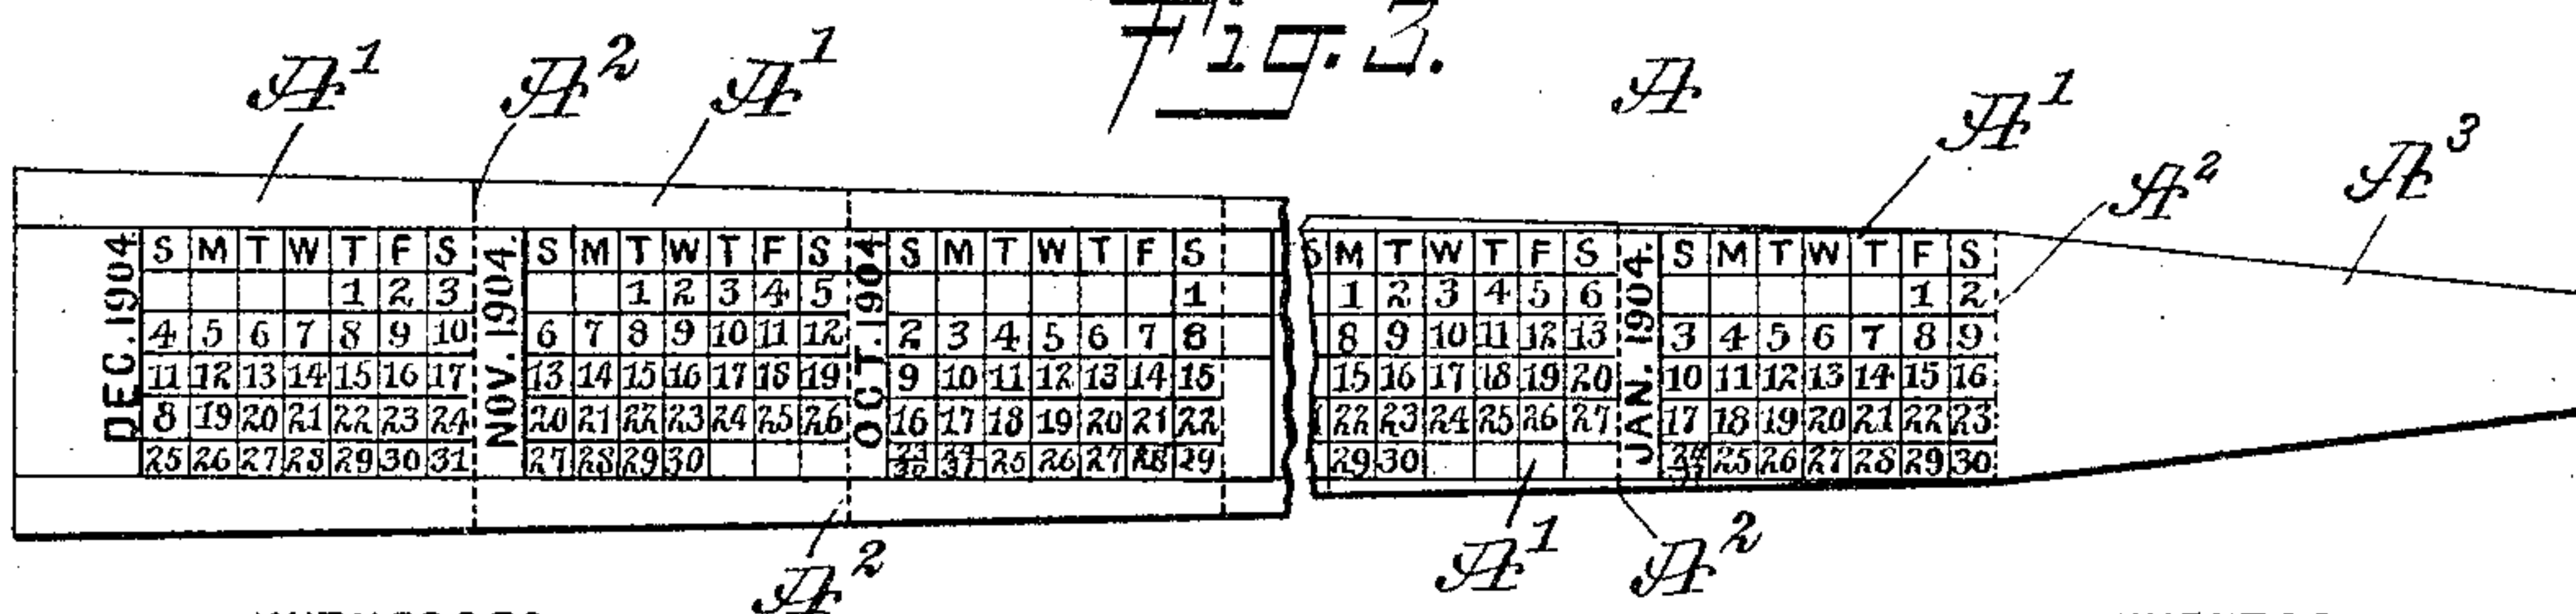 Fig. 3.
A¹ A² A¹ A A¹ A² A³
DEC. 1904
S M T W T F S
1 2 3
4 5 6 7 8 9 10
11 12 13 14 15 16 17
8 19 20 21 22 23 24
25 26 27 28 29 30 31
NOV. 1904.
S M T W T F S
1 2 3 4 5
6 7 8 9 10 11 12
13 14 15 16 17 18 19
20 21 22 23 24 25 26
27 28 29 30
OCT. 1904
S M T W T F S
1
2 3 4 5 6 7 8
9 10 11 12 13 14 15
16 17 18 19 20 21 22
23/30 37 25 26 27 28 29
S M T W T F S
1 2 3 4 5 6
8 9 10 11 12 13
15 16 17 18 19 20
22 23 24 25 26 27
29 30
JAN. 1904.
S M T W T F S
1 2
3 4 5 6 7 8 9
10 11 12 13 14 15 16
17 18 19 20 21 22 23
24/31 25 26 27 28 29 30
A² A¹ A²